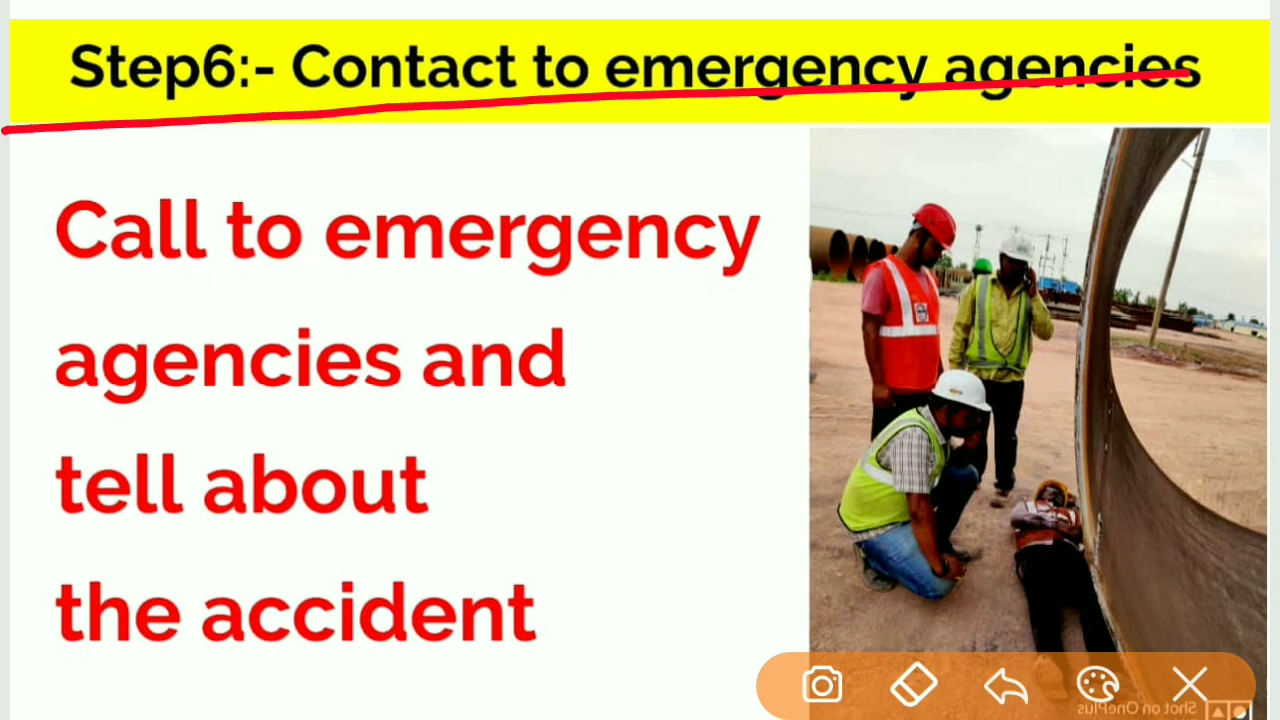 Step6:- Contact to emergency agencies
Call to emergency
agencies and
tell about
the accident
Shot on OnePlus